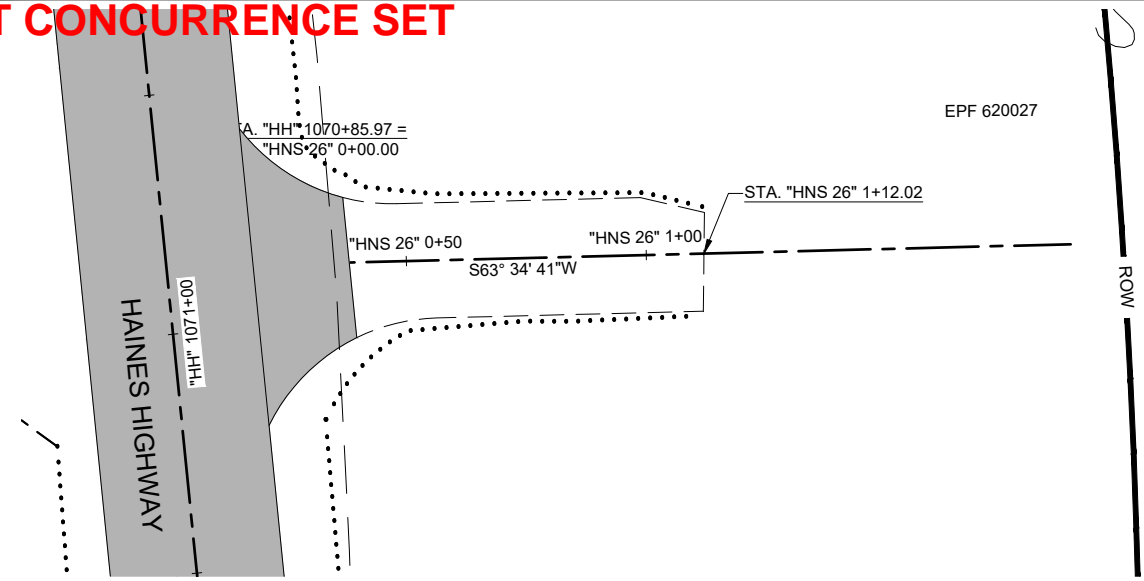 T CONCURRENCE SET
EPF 620027
A. "HH" 1070+85.97 =
"HNS 26" 0+00.00
STA. "HNS 26" 1+12.02
"HNS 26" 0+50
"HNS 26" 1+00
S63° 34' 41"W
ROW
"HH" 1071+00
HAINES HIGHWAY